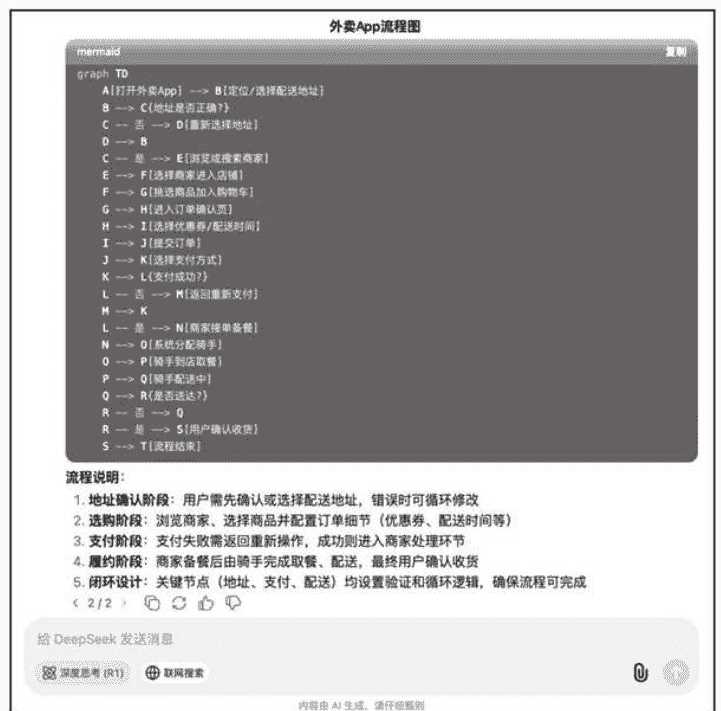 外卖App流程图
mermaid 复制
graph TD
A[打开外卖App] --> B[定位/选择配送地址]
B --> C{地址是否正确?}
C -- 否 --> D[重新选择地址]
D --> B
C -- 是 --> E[浏览或搜索商家]
E --> F[选择商家进入店铺]
F --> G[挑选商品加入购物车]
G --> H[进入订单确认页]
H --> I[选择优惠券/配送时间]
I --> J[提交订单]
J --> K[选择支付方式]
K --> L{支付成功?}
L -- 否 --> M[返回重新支付]
M --> K
L -- 是 --> N[商家接单备餐]
N --> O[系统分配骑手]
O --> P[骑手到店取餐]
P --> Q[骑手配送中]
Q --> R{是否送达?}
R -- 否 --> Q
R -- 是 --> S[用户确认收货]
S --> T[流程结束]
流程说明：
1. 地址确认阶段：用户需先确认或选择配送地址，错误时可循环修改
2. 选购阶段：浏览商家、选择商品并配置订单细节（优惠券、配送时间等）
3. 支付阶段：支付失败需返回重新操作，成功则进入商家处理环节
4. 履约阶段：商家备餐后由骑手完成取餐、配送，最终用户确认收货
5. 闭环设计：关键节点（地址、支付、配送）均设置验证和循环逻辑，确保流程可完成
< 2/2 >
给 DeepSeek 发送消息
深度思考 (R1) 联网搜索
内容由 AI 生成，请仔细甄别